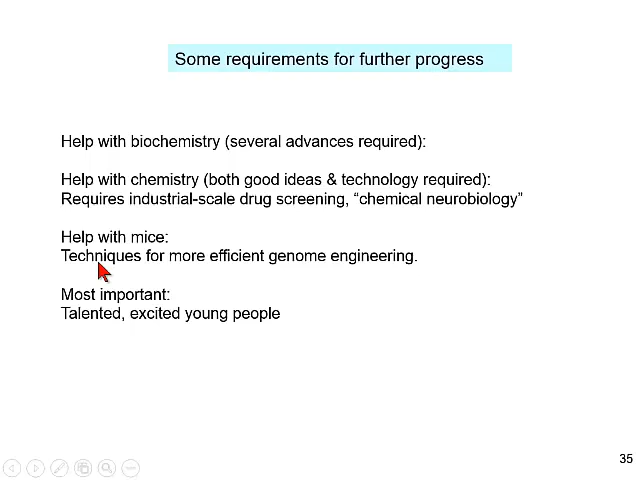 Some requirements for further progress
Help with biochemistry (several advances required):
Help with chemistry (both good ideas & technology required):
Requires industrial-scale drug screening, “chemical neurobiology”
Help with mice:
Techniques for more efficient genome engineering.
Most important:
Talented, excited young people
35